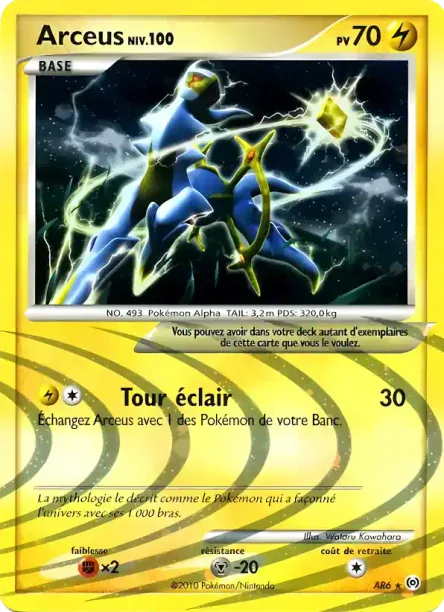 Arceus NIV.100 PV 70
BASE
NO. 493 Pokémon Alpha TAIL: 3,2m PDS: 320,0kg
Vous pouvez avoir dans votre deck autant d'exemplaires
de cette carte que vous le voulez.
Tour éclair 30
Échangez Arceus avec 1 des Pokémon de votre Banc.
La mythologie le décrit comme le Pokémon qui a façonné
l'univers avec ses 1 000 bras.
Illus. Wataru Kawahara
faiblesse résistance coût de retraite
×2 -20
©2010 Pokémon/Nintendo AR6